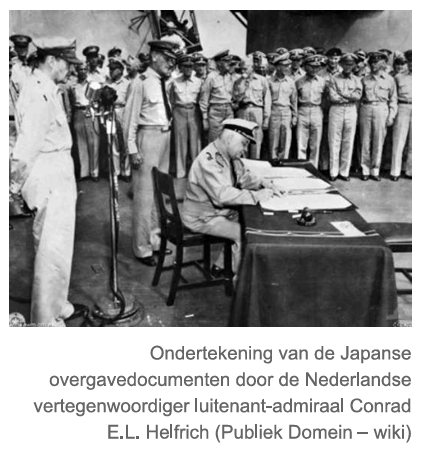 Ondertekening van de Japanse
overgavedocumenten door de Nederlandse
vertegenwoordiger luitenant-admiraal Conrad
E.L. Helfrich (Publiek Domein – wiki)